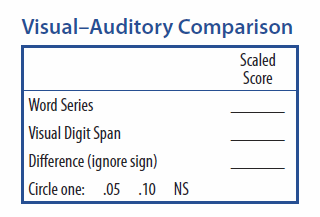 Visual–Auditory Comparison
Scaled
Score
Word Series
Visual Digit Span
Difference (ignore sign)
Circle one: .05 .10 NS